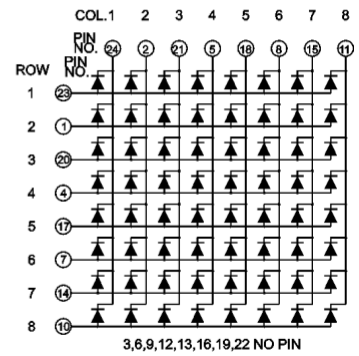 COL.1 2 3 4 5 6 7 8
PIN
NO.
24 2 21 5 18 8 15 11
ROW PIN
NO.
1 23
2 1
3 20
4 4
5 17
6 7
7 14
8 10
3,6,9,12,13,16,19,22 NO PIN